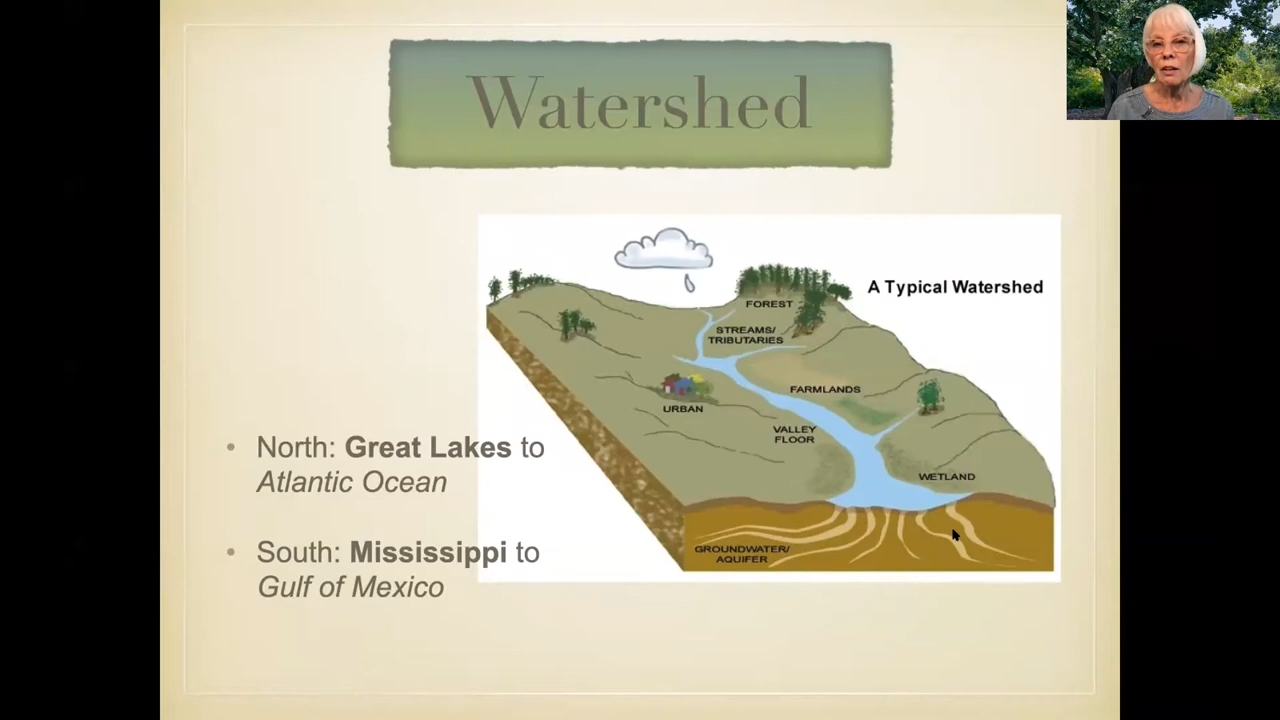 Watershed
A Typical Watershed
FOREST
STREAMS/
TRIBUTARIES
FARMLANDS
URBAN
VALLEY
FLOOR
WETLAND
GROUNDWATER/
AQUIFER
• North: Great Lakes to
Atlantic Ocean
• South: Mississippi to
Gulf of Mexico